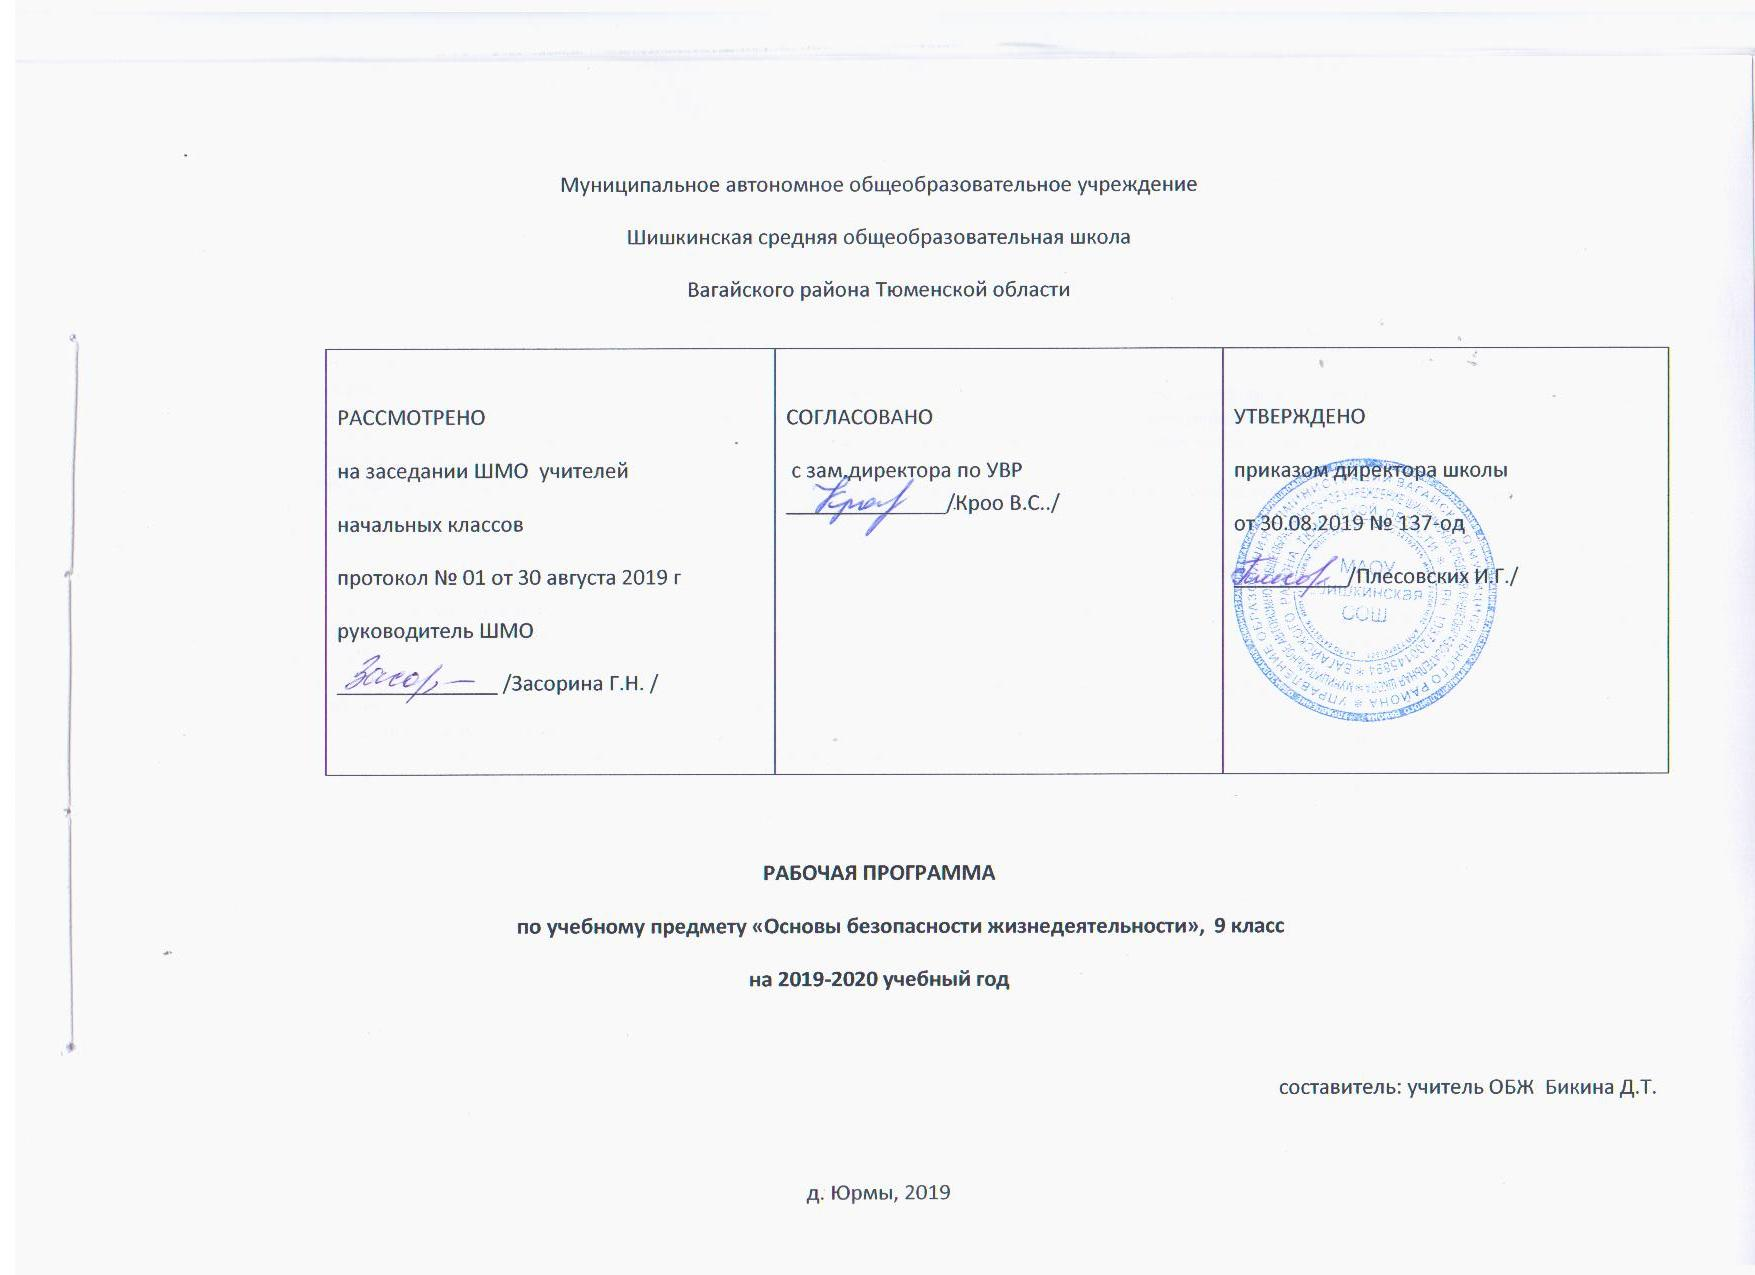 Муниципальное автономное общеобразовательное учреждение
Шишкинская средняя общеобразовательная школа
Вагайского района Тюменской области
РАССМОТРЕНО
на заседании ШМО учителей
начальных классов
протокол № 01 от 30 августа 2019 г
руководитель ШМО
Засор
/Засорина Г.Н. /
СОГЛАСОВАНО
с зам.директора по УВР
/Кроо В.С../
УТВЕРЖДЕНО
приказом директора школы
от 30.08.2019 № 137-од
/Плесовских И.Г./
МАОУ
Шишкинская
СОШ
РАБОЧАЯ ПРОГРАММА
по учебному предмету «Основы безопасности жизнедеятельности», 9 класс
на 2019-2020 учебный год
составитель: учитель ОБЖ Бикина Д.Т.
д. Юрмы, 2019